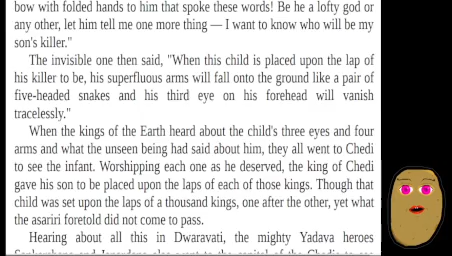 bow with folded hands to him that spoke these words! Be he a lofty god or
any other, let him tell me one more thing — I want to know who will be my
son's killer."
The invisible one then said, "When this child is placed upon the lap of
his killer to be, his superfluous arms will fall onto the ground like a pair of
five-headed snakes and his third eye on his forehead will vanish
tracelessly."
When the kings of the Earth heard about the child's three eyes and four
arms and what the unseen being had said about him, they all went to Chedi
to see the infant. Worshipping each one as he deserved, the king of Chedi
gave his son to be placed upon the laps of each of those kings. Though that
child was set upon the laps of a thousand kings, one after the other, yet what
the asariri foretold did not come to pass.
Hearing about all this in Dwaravati, the mighty Yadava heroes